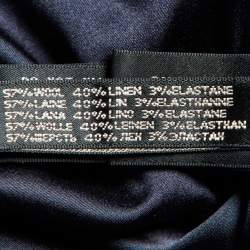 57%WOOL 40%LINEN 3%ELASTANE
57%LAINE 40%LIN 3%ELASTHANNE
57%LANA 40%LINO 3%ELASTANE
57%WOLLE 40%LEINEN 3%ELASTHAN
57%ШЕРСТЬ 40%ЛЕН 3%ЭЛАСТАН